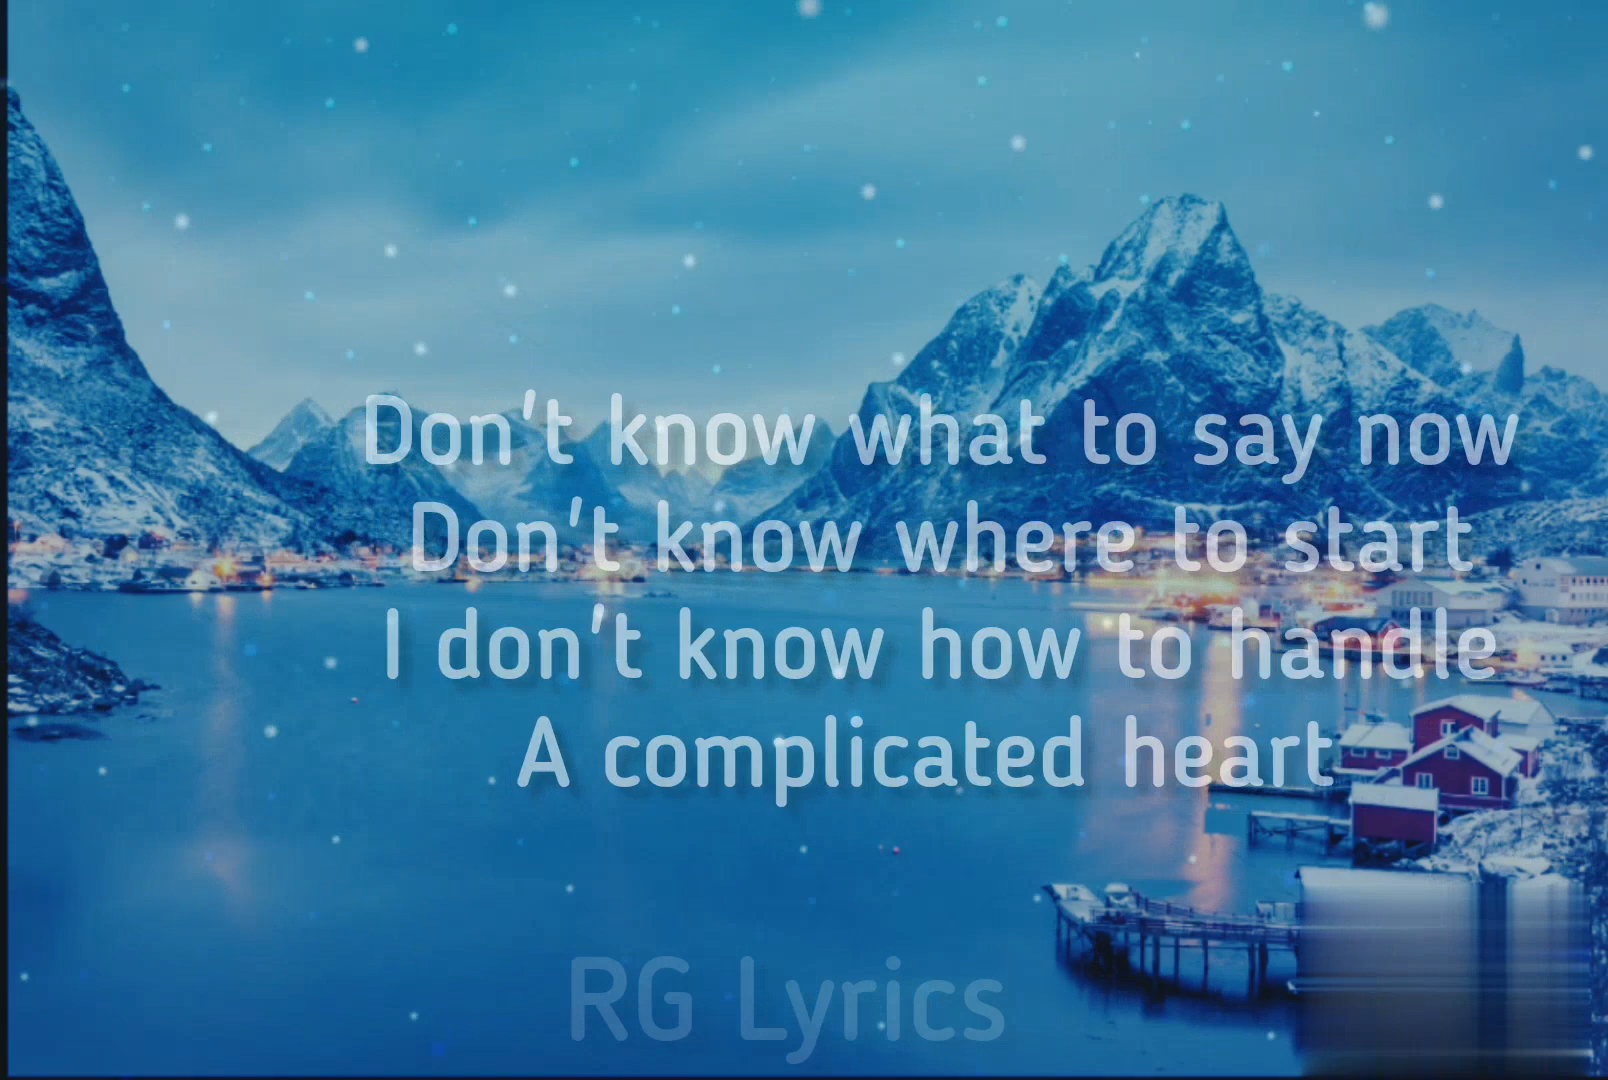 Don't know what to say now
Don't know where to start
I don't know how to handle
A complicated heart
RG Lyrics